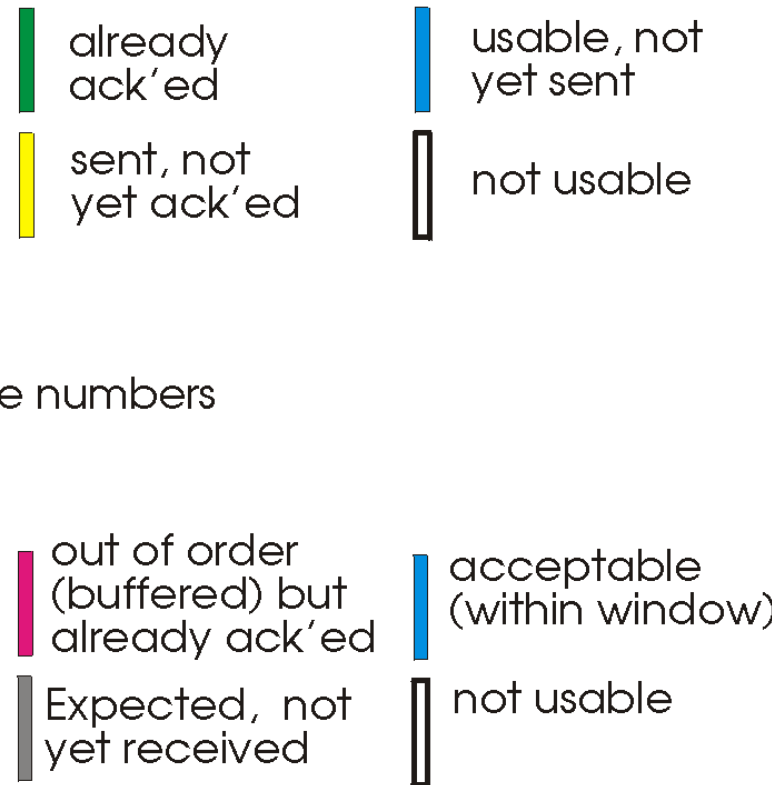 already
ack'ed
usable, not
yet sent
sent, not
yet ack'ed
not usable
e numbers
out of order
(buffered) but
already ack'ed
acceptable
(within window)
Expected, not
yet received
not usable